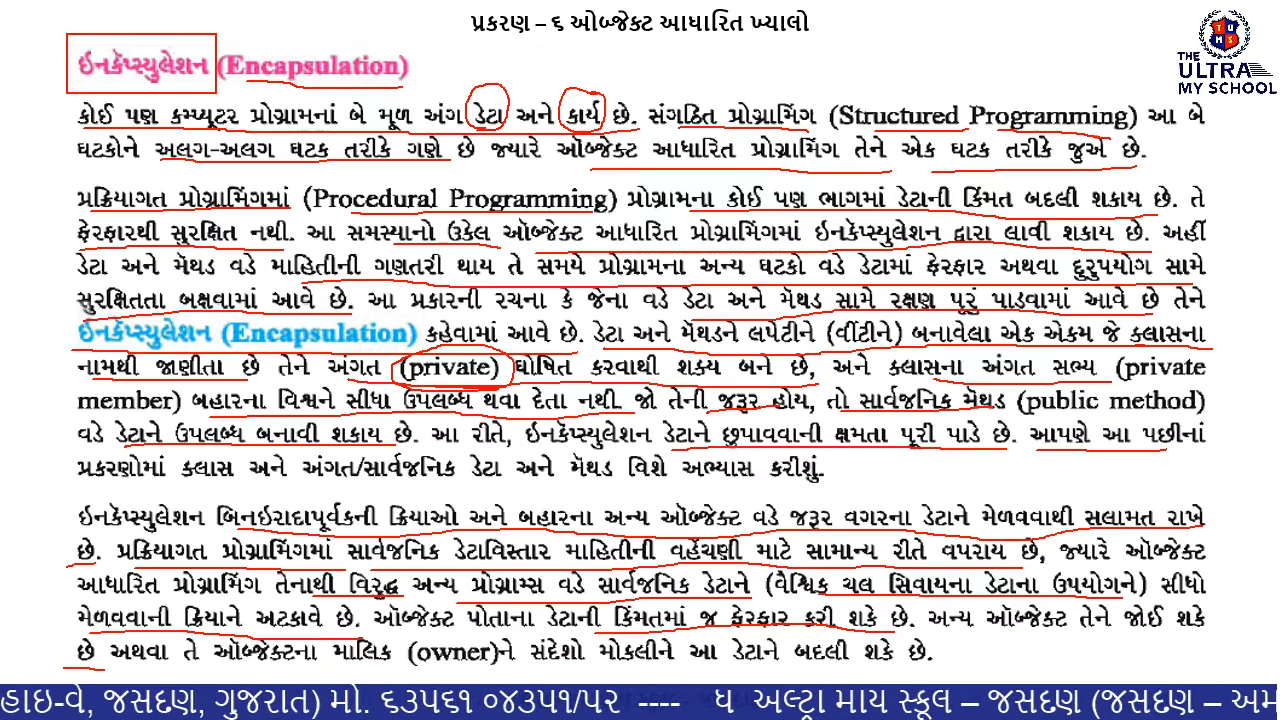 પ્રકરણ – ૬ ઓબ્જેક્ટ આધારિત ખ્યાલો
THE
ULTRA
MY SCHOOL
ઇનકૅપ્સ્યુલેશન (Encapsulation)
કોઈ પણ કમ્પ્યૂટર પ્રોગ્રામનાં બે મૂળ અંગ ડેટા અને કાર્ય છે. સંગઠિત પ્રોગ્રામિંગ (Structured Programming) આ બે
ઘટકોને અલગ-અલગ ઘટક તરીકે ગણે છે જ્યારે ઑબ્જેક્ટ આધારિત પ્રોગ્રામિંગ તેને એક ઘટક તરીકે જુએ છે.
પ્રક્રિયાગત પ્રોગ્રામિંગમાં (Procedural Programming) પ્રોગ્રામના કોઈ પણ ભાગમાં ડેટાની કિંમત બદલી શકાય છે. તે
ફેરફારથી સુરક્ષિત નથી. આ સમસ્યાનો ઉકેલ ઑબ્જેક્ટ આધારિત પ્રોગ્રામિંગમાં ઇનકૅપ્સ્યુલેશન દ્વારા લાવી શકાય છે. અહીં
ડેટા અને મૅથડ વડે માહિતીની ગણતરી થાય તે સમયે પ્રોગ્રામના અન્ય ઘટકો વડે ડેટામાં ફેરફાર અથવા દુરુપયોગ સામે
સુરક્ષિતતા બક્ષવામાં આવે છે. આ પ્રકારની રચના કે જેના વડે ડેટા અને મૅથડ સામે રક્ષણ પૂરું પાડવામાં આવે છે તેને
ઇનકૅપ્સ્યુલેશન (Encapsulation) કહેવામાં આવે છે. ડેટા અને મૅથડને લપેટીને (વીંટીને) બનાવેલા એક એકમ જે ક્લાસના
નામથી જાણીતા છે તેને અંગત (private) ઘોષિત કરવાથી શક્ય બને છે, અને ક્લાસના અંગત સભ્ય (private
member) બહારના વિશ્વને સીધા ઉપલબ્ધ થવા દેતા નથી. જો તેની જરૂર હોય, તો સાર્વજનિક મૅથડ (public method)
વડે ડેટાને ઉપલબ્ધ બનાવી શકાય છે. આ રીતે, ઇનકૅપ્સ્યુલેશન ડેટાને છુપાવવાની ક્ષમતા પૂરી પાડે છે. આપણે આ પછીનાં
પ્રકરણોમાં ક્લાસ અને અંગત/સાર્વજનિક ડેટા અને મૅથડ વિશે અભ્યાસ કરીશું.
ઇનકૅપ્સ્યુલેશન બિનઇરાદાપૂર્વકની ક્રિયાઓ અને બહારના અન્ય ઑબ્જેક્ટ વડે જરૂર વગરના ડેટાને મેળવવાથી સલામત રાખે
છે. પ્રક્રિયાગત પ્રોગ્રામિંગમાં સાર્વજનિક ડેટાવિસ્તાર માહિતીની વહેંચણી માટે સામાન્ય રીતે વપરાય છે, જ્યારે ઑબ્જેક્ટ
આધારિત પ્રોગ્રામિંગ તેનાથી વિરુદ્ધ અન્ય પ્રોગ્રામ્સ વડે સાર્વજનિક ડેટાને (વૈશ્વિક ચલ સિવાયના ડેટાના ઉપયોગને) સીધો
મેળવવાની ક્રિયાને અટકાવે છે. ઑબ્જેક્ટ પોતાના ડેટાની કિંમતમાં જ ફેરફાર કરી શકે છે. અન્ય ઑબ્જેક્ટ તેને જોઈ શકે
છે અથવા તે ઑબ્જેક્ટના માલિક (owner)ને સંદેશો મોકલીને આ ડેટાને બદલી શકે છે.
હાઇ-વે, જસદણ, ગુજરાત) મો. ૬૩૫૬૧ ૦૪૩૫૧/૫૨ ---- ધ અલ્ટ્રા માય સ્કૂલ – જસદણ (જસદણ – અમ